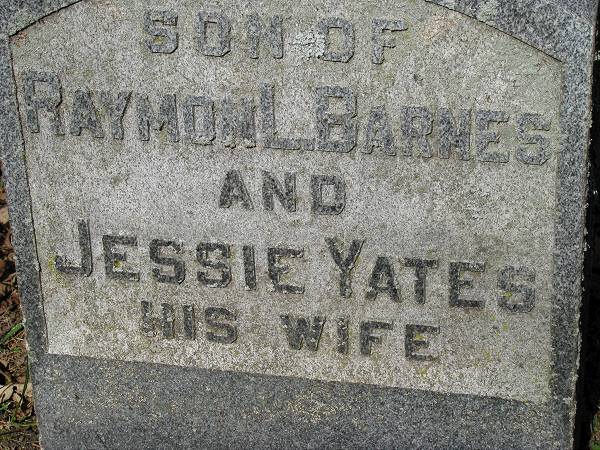 SON OF
RAYMON L. BARNES
AND
JESSIE YATES
HIS WIFE